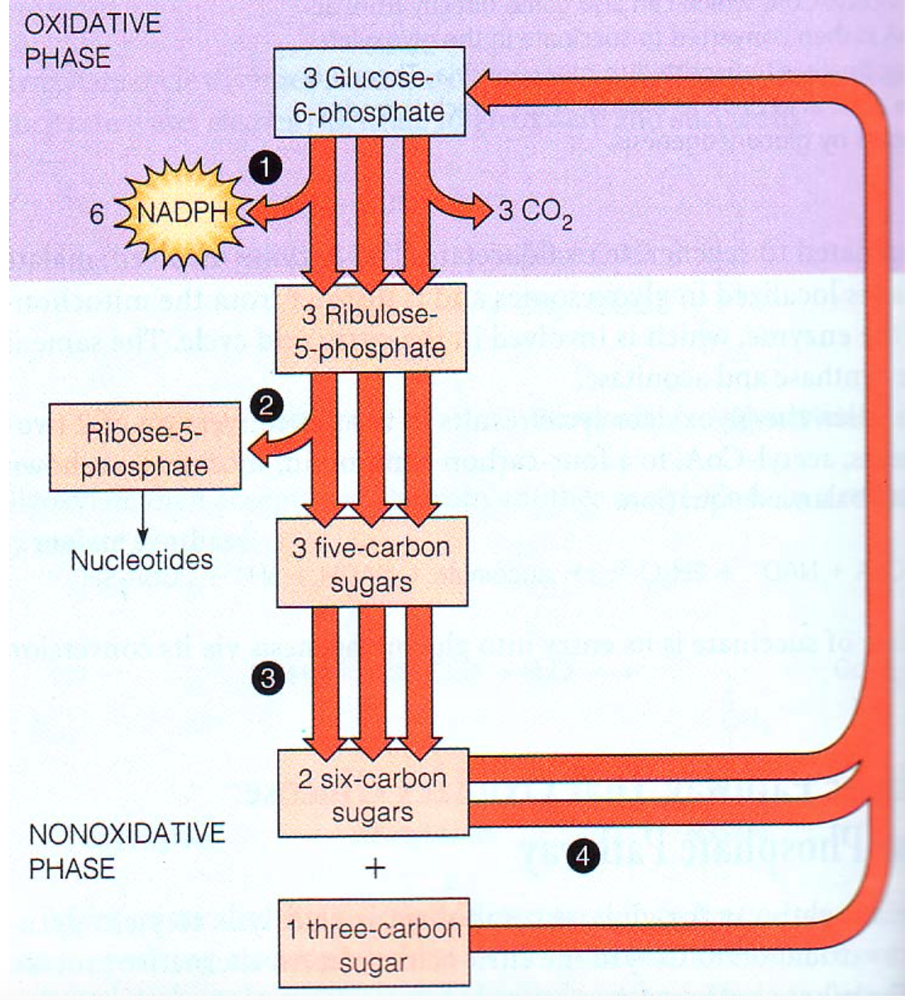 OXIDATIVE
PHASE
3 Glucose-
6-phosphate
1
6 NADPH
3 CO₂
3 Ribulose-
5-phosphate
2
Ribose-5-
phosphate
Nucleotides
3 five-carbon
sugars
3
2 six-carbon
sugars
NONOXIDATIVE
PHASE
4
+
1 three-carbon
sugar